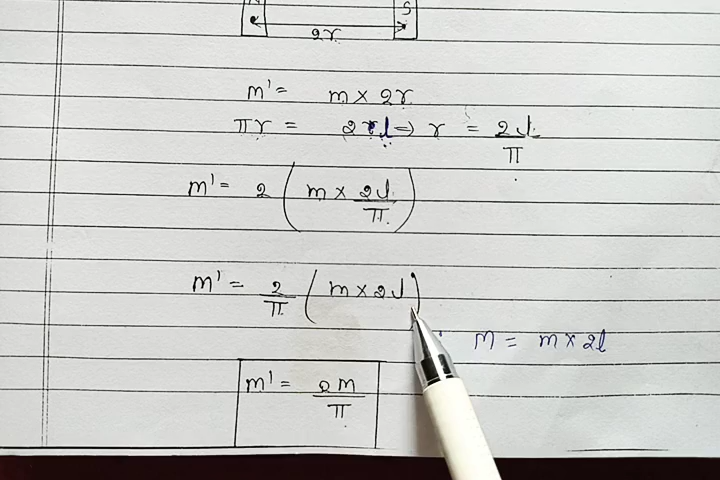 N S
2r
m' = m × 2r
πr = 2l ⇒ r = 2l/π
m' = 2 ( m × 2l/π )
m' = 2/π ( m × 2l )
M = m × 2l
m' = 2M/π